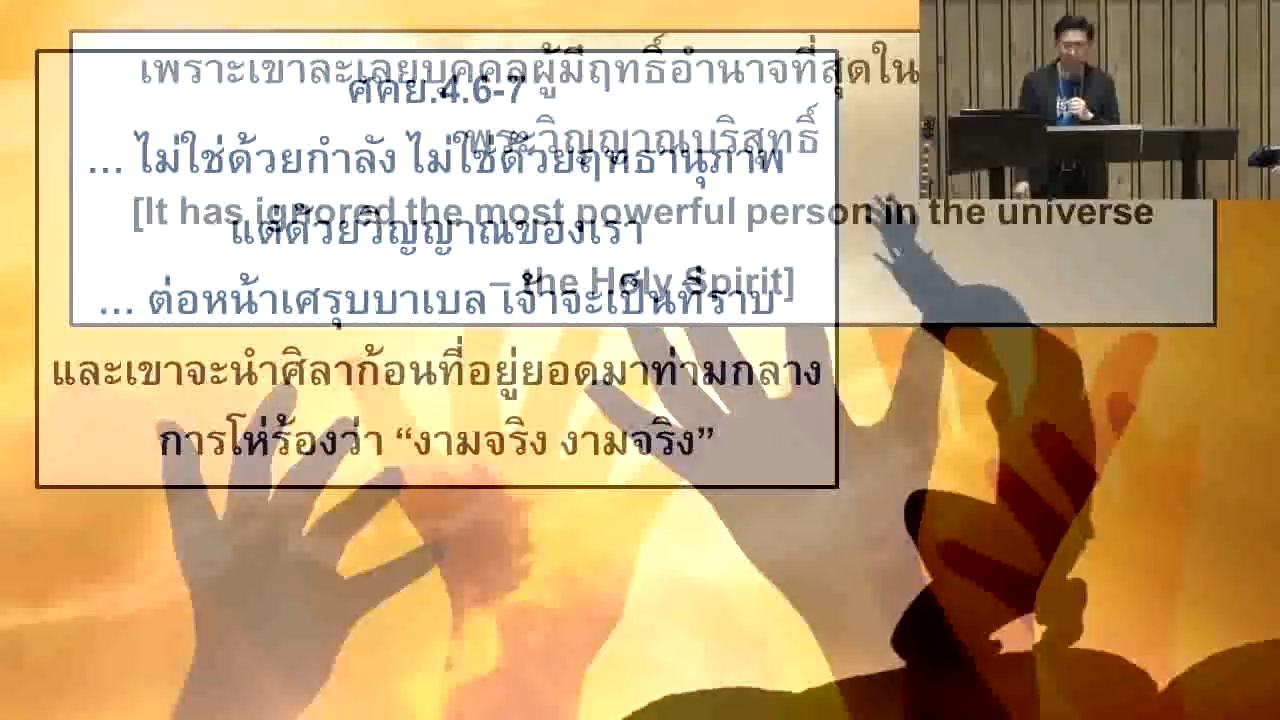 เพราะเขาละเลยบุคคลผู้มีฤทธิ์อำนาจที่สุดใน
พระวิญญาณบริสุทธิ์
[It has ignored the most powerful person in the universe
– the Holy Spirit]
ศคย.4.6-7
... ไม่ใช่ด้วยกำลัง ไม่ใช่ด้วยฤทธานุภาพ
แต่ด้วยวิญญาณของเรา
... ต่อหน้าเศรุบบาเบล เจ้าจะเป็นที่ราบ
และเขาจะนำศิลาก้อนที่อยู่ยอดมาท่ามกลาง
การโห่ร้องว่า “งามจริง งามจริง”